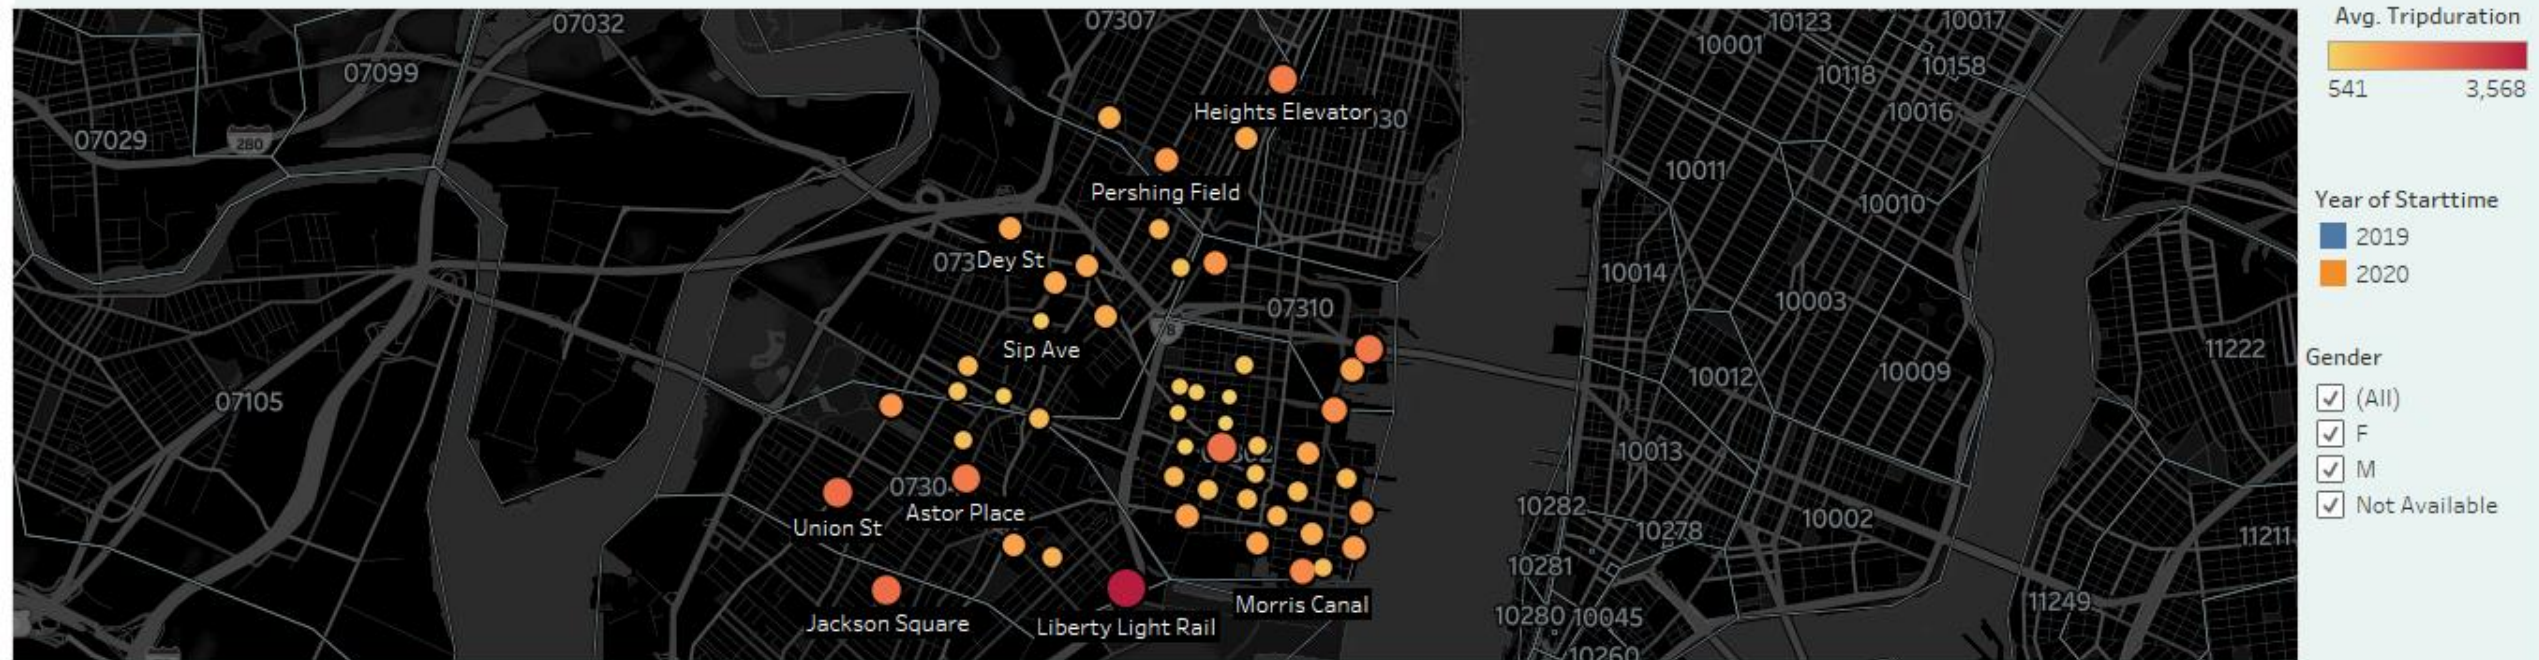 07032
07307
10123
10017
10001
07099
10118
10158
10016
Heights Elevator
30
07029
280
10011
Pershing Field
10010
073
Dey St
10014
10003
07310
Sip Ave
11222
10012
10009
07105
10013
0730
Astor Place
10282
Union St
10002
10278
11211
10281
Morris Canal
11249
Jackson Square
Liberty Light Rail
10280
10045
10260
Avg. Tripduration
541
3,568
Year of Starttime
2019
2020
Gender
(All)
F
M
Not Available